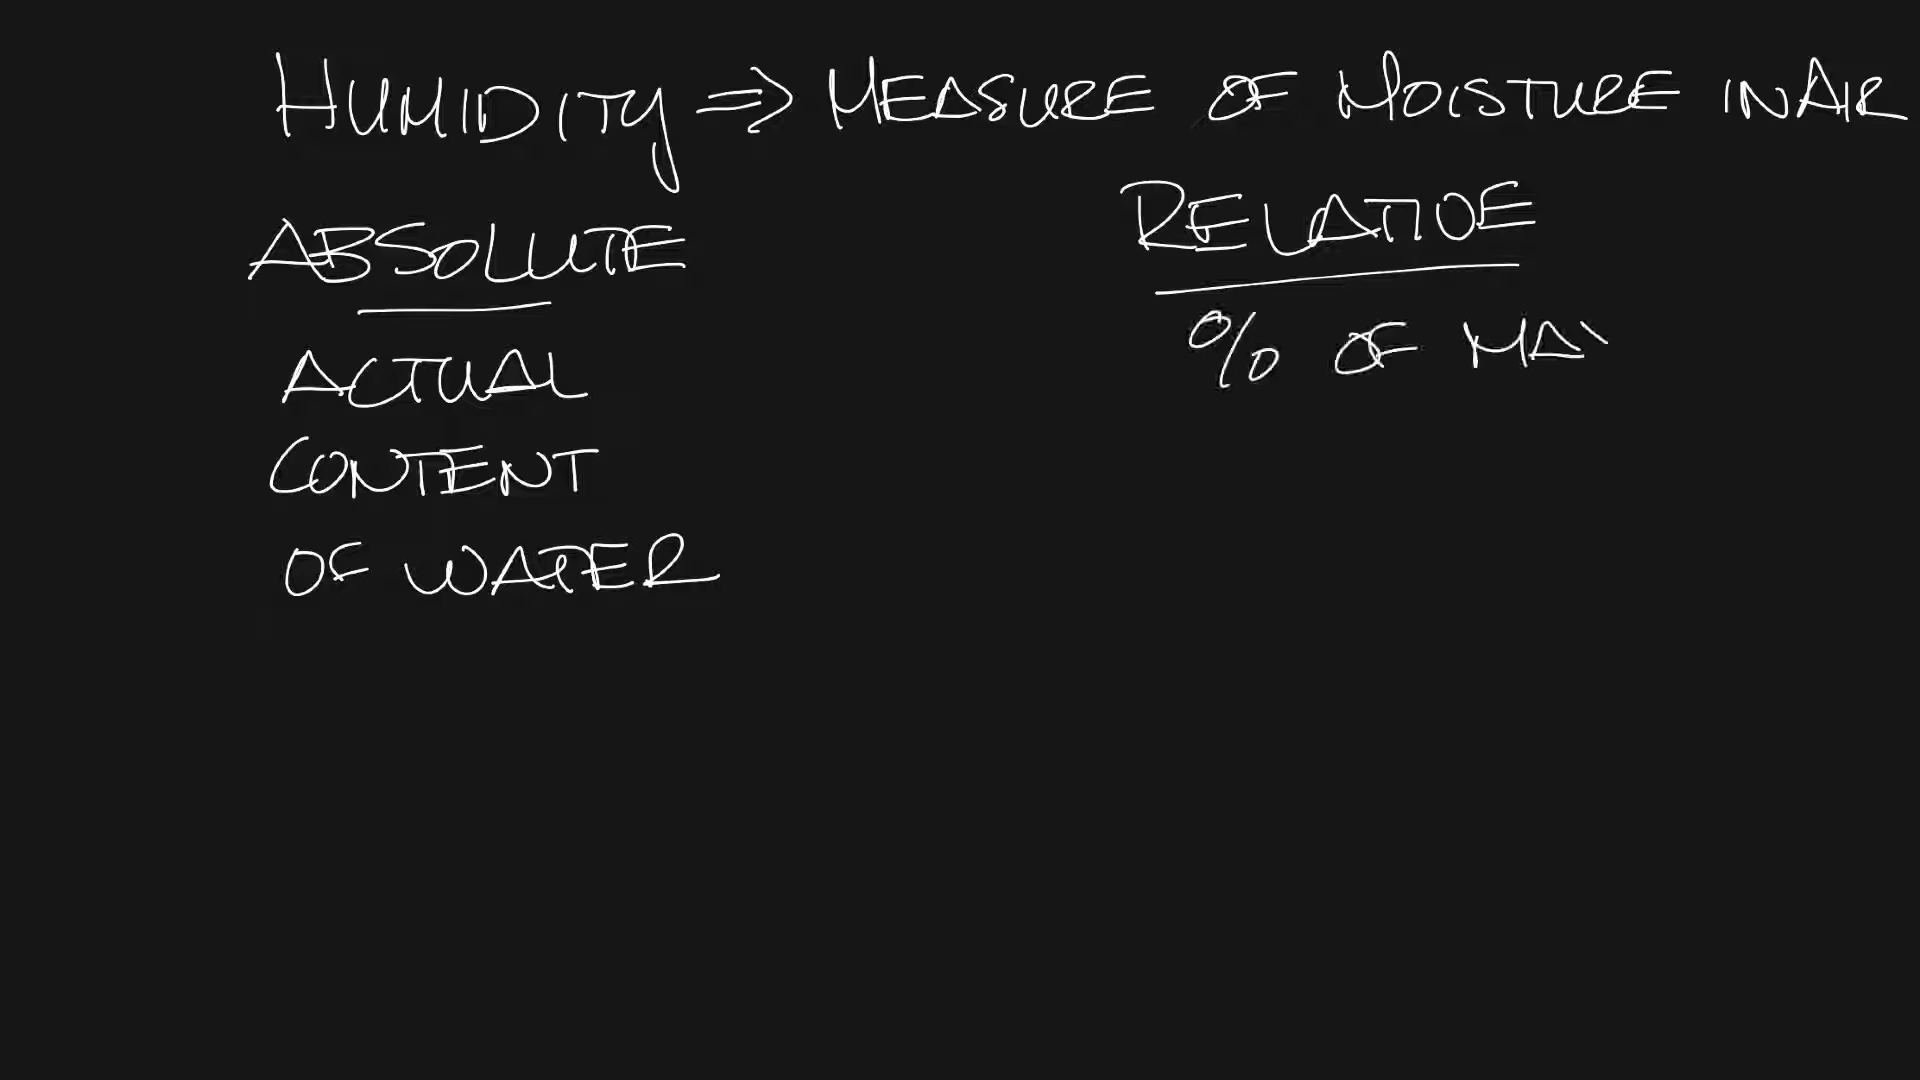 HUMIDITY => MEASURE OF MOISTURE IN AIR
ABSOLUTE
ACTUAL
CONTENT
OF WATER
RELATIVE
% OF